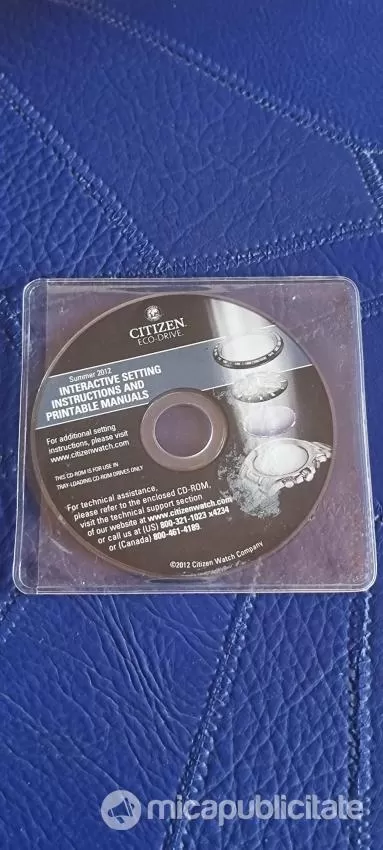 CITIZEN
ECO-DRIVE.
Summer 2012
INTERACTIVE SETTING
INSTRUCTIONS AND
PRINTABLE MANUALS
For additional setting
instructions, please visit
www.citizenwatch.com
THIS CD-ROM IS FOR USE IN
TRAY-LOADING CD-ROM DRIVES ONLY
For technical assistance,
please refer to the enclosed CD-ROM,
visit the technical support section
of our website at www.citizenwatch.com
or call us at (US) 800-321-1023 x4234
or (Canada) 800-461-4189.
©2012 Citizen Watch Company
micapublicitate